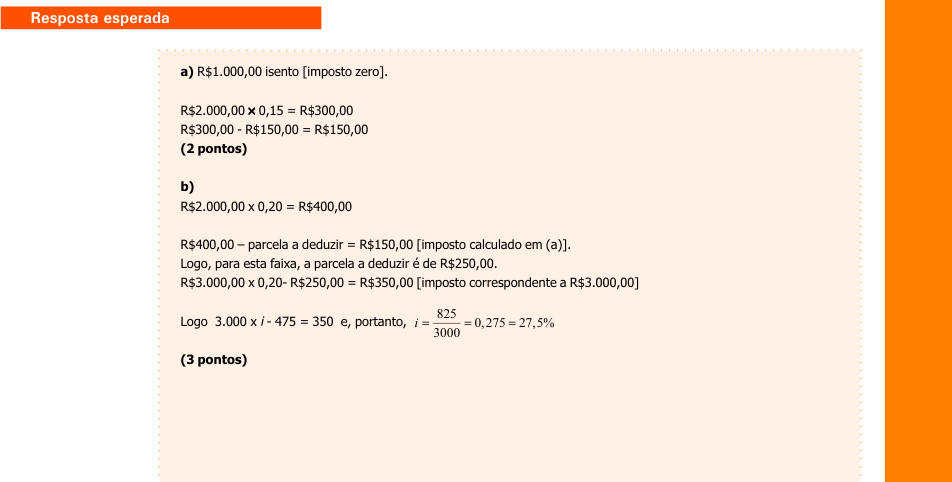 Resposta esperada
a) R$1.000,00 isento [imposto zero].
R$2.000,00 x 0,15 = R$300,00
R$300,00 - R$150,00 = R$150,00
(2 pontos)
b)
R$2.000,00 x 0,20 = R$400,00
R$400,00 – parcela a deduzir = R$150,00 [imposto calculado em (a)].
Logo, para esta faixa, a parcela a deduzir é de R$250,00.
R$3.000,00 x 0,20- R$250,00 = R$350,00 [imposto correspondente a R$3.000,00]
Logo 3.000 x i - 475 = 350 e, portanto, i = 825/3000 = 0,275 = 27,5%
(3 pontos)